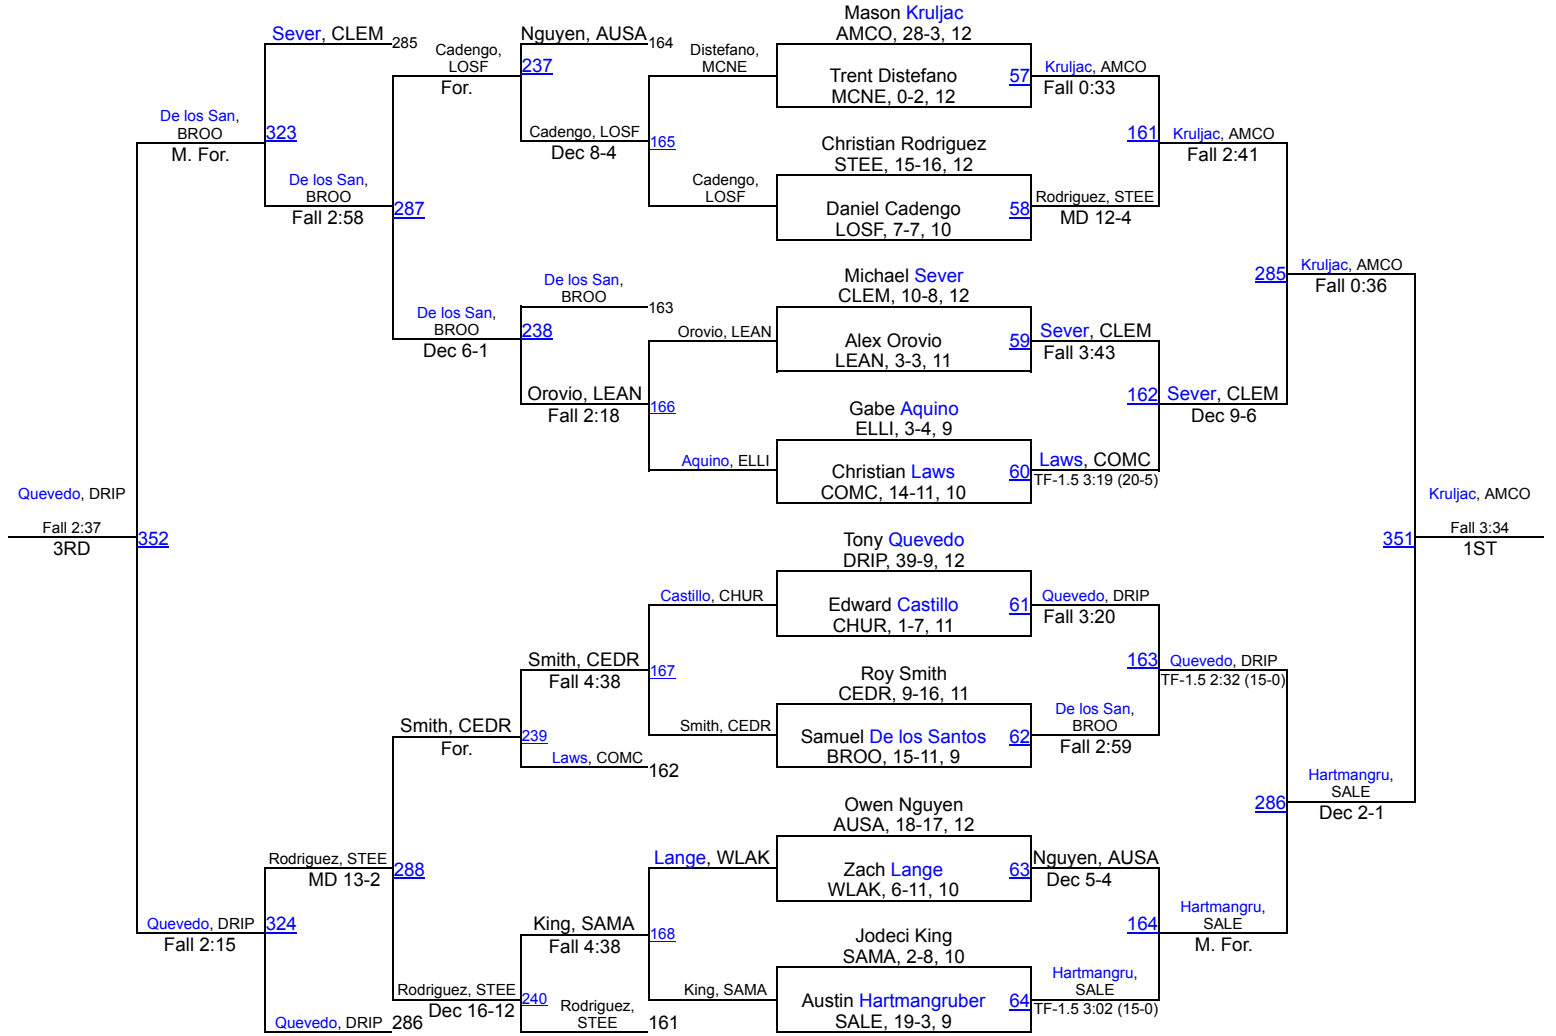 Mason Kruljac
AMCO, 28-3, 12
Sever, CLEM
285
Nguyen, AUSA
164
Cadengo,
LOSF
For.
237
Distefano,
MCNE
Trent Distefano
MCNE, 0-2, 12
57
Kruljac, AMCO
Fall 0:33
De los San,
BROO
M. For.
323
Cadengo, LOSF
Dec 8-4
165
Christian Rodriguez
STEE, 15-16, 12
161
Kruljac, AMCO
Fall 2:41
De los San,
BROO
Fall 2:58
287
Cadengo,
LOSF
Daniel Cadengo
LOSF, 7-7, 10
58
Rodriguez, STEE
MD 12-4
Michael Sever
CLEM, 10-8, 12
285
Kruljac, AMCO
Fall 0:36
De los San,
BROO
163
De los San,
BROO
Dec 6-1
238
Orovio, LEAN
Alex Orovio
LEAN, 3-3, 11
59
Sever, CLEM
Fall 3:43
Orovio, LEAN
Fall 2:18
166
Gabe Aquino
ELLI, 3-4, 9
162
Sever, CLEM
Dec 9-6
Aquino, ELLI
Christian Laws
COMC, 14-11, 10
60
Laws, COMC
TF-1.5 3:19 (20-5)
Quevedo, DRIP
Fall 2:37
3RD
352
Tony Quevedo
DRIP, 39-9, 12
351
Kruljac, AMCO
Fall 3:34
1ST
Castillo, CHUR
Edward Castillo
CHUR, 1-7, 11
61
Quevedo, DRIP
Fall 3:20
Smith, CEDR
Fall 4:38
167
Roy Smith
CEDR, 9-16, 11
163
Quevedo, DRIP
TF-1.5 2:32 (15-0)
Smith, CEDR
For.
239
Smith, CEDR
Samuel De los Santos
BROO, 15-11, 9
62
De los San,
BROO
Fall 2:59
Laws, COMC
162
Owen Nguyen
AUSA, 18-17, 12
286
Hartmangru,
SALE
Dec 2-1
Rodriguez, STEE
MD 13-2
288
Lange, WLAK
Zach Lange
WLAK, 6-11, 10
63
Nguyen, AUSA
Dec 5-4
Quevedo, DRIP
Fall 2:15
324
King, SAMA
Fall 4:38
168
Jodeci King
SAMA, 2-8, 10
164
Hartmangru,
SALE
M. For.
Rodriguez, STEE
Dec 16-12
240
King, SAMA
Austin Hartmangruber
SALE, 19-3, 9
64
Hartmangru,
SALE
TF-1.5 3:02 (15-0)
Quevedo, DRIP
286
Rodriguez,
STEE
161